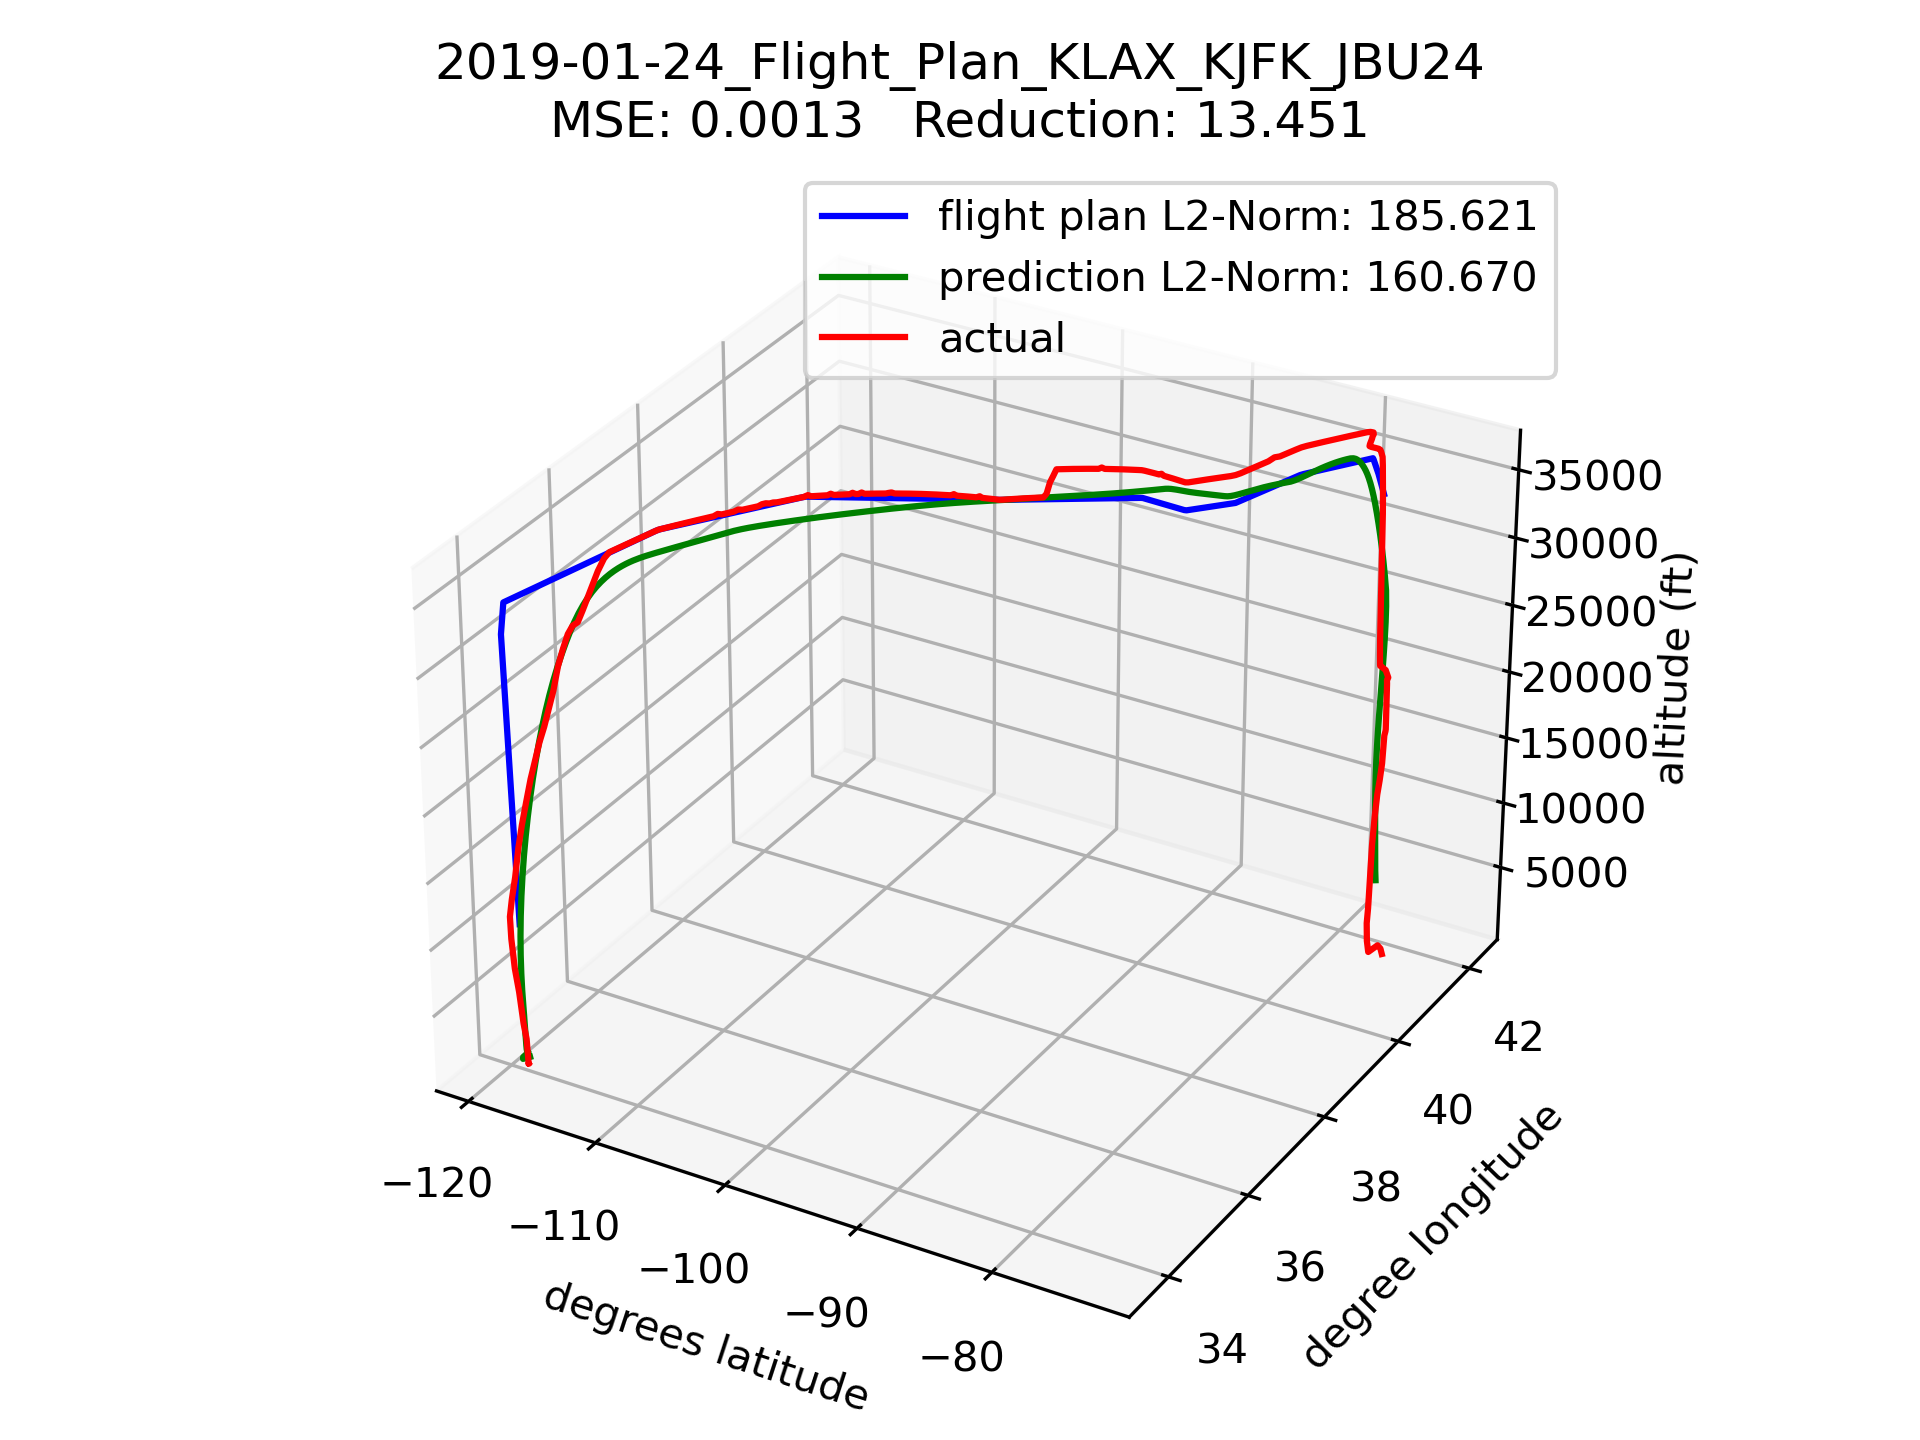 2019-01-24_Flight_Plan_KLAX_KJFK_JBU24
MSE: 0.0013   Reduction: 13.451
flight plan L2-Norm: 185.621
prediction L2-Norm: 160.670
actual
35000
30000
25000
20000
15000
10000
5000
altitude (ft)
42
40
38
36
34
degree longitude
−120
−110
−100
−90
−80
degrees latitude